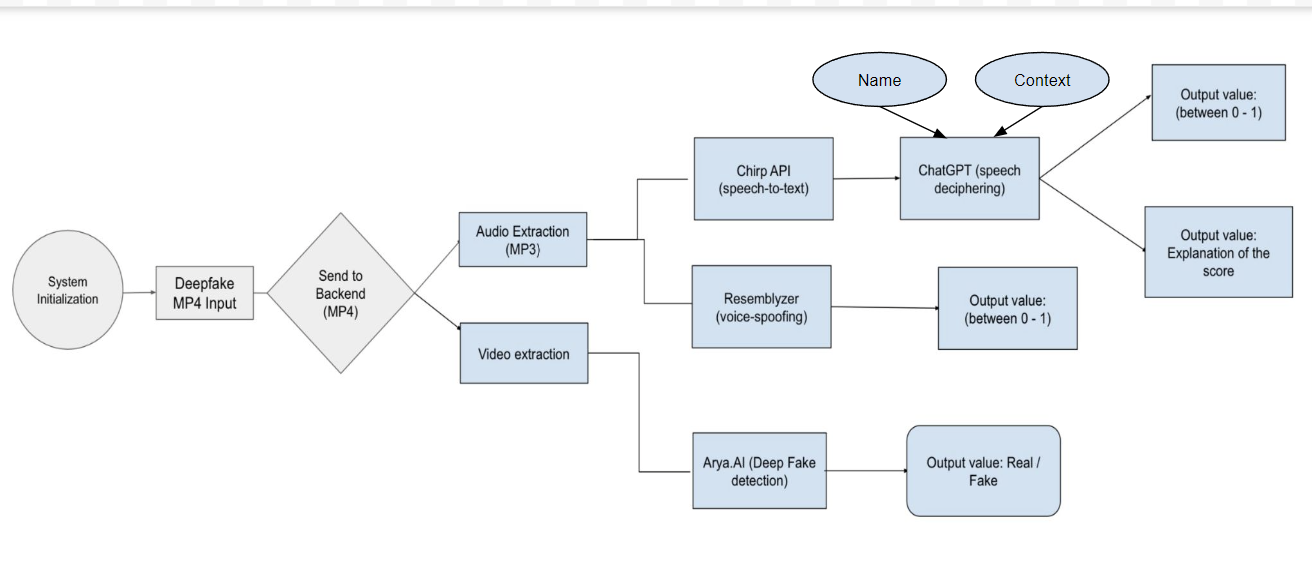 Name
Context
Output value:
(between 0 - 1)
Chirp API
(speech-to-text)
ChatGPT (speech
deciphering)
Audio Extraction
(MP3)
Output value:
Explanation of the
score
System
Initialization
Deepfake
MP4 Input
Send to
Backend
(MP4)
Resemblyzer
(voice-spoofing)
Output value:
(between 0 - 1)
Video extraction
Arya.AI (Deep Fake
detection)
Output value: Real /
Fake